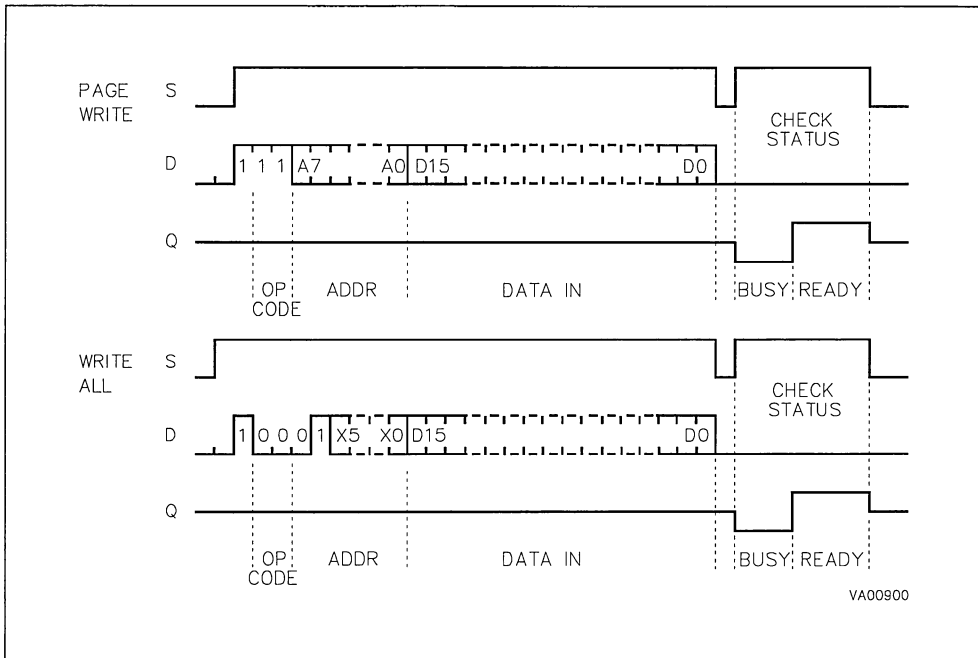 PAGE WRITE S
CHECK STATUS
D 1 1 1 A7 A0 D15 D0
Q
OP CODE ADDR DATA IN BUSY READY
WRITE ALL S
CHECK STATUS
D 1 0 0 0 1 X5 X0 D15 D0
Q
OP CODE ADDR DATA IN BUSY READY
VA00900